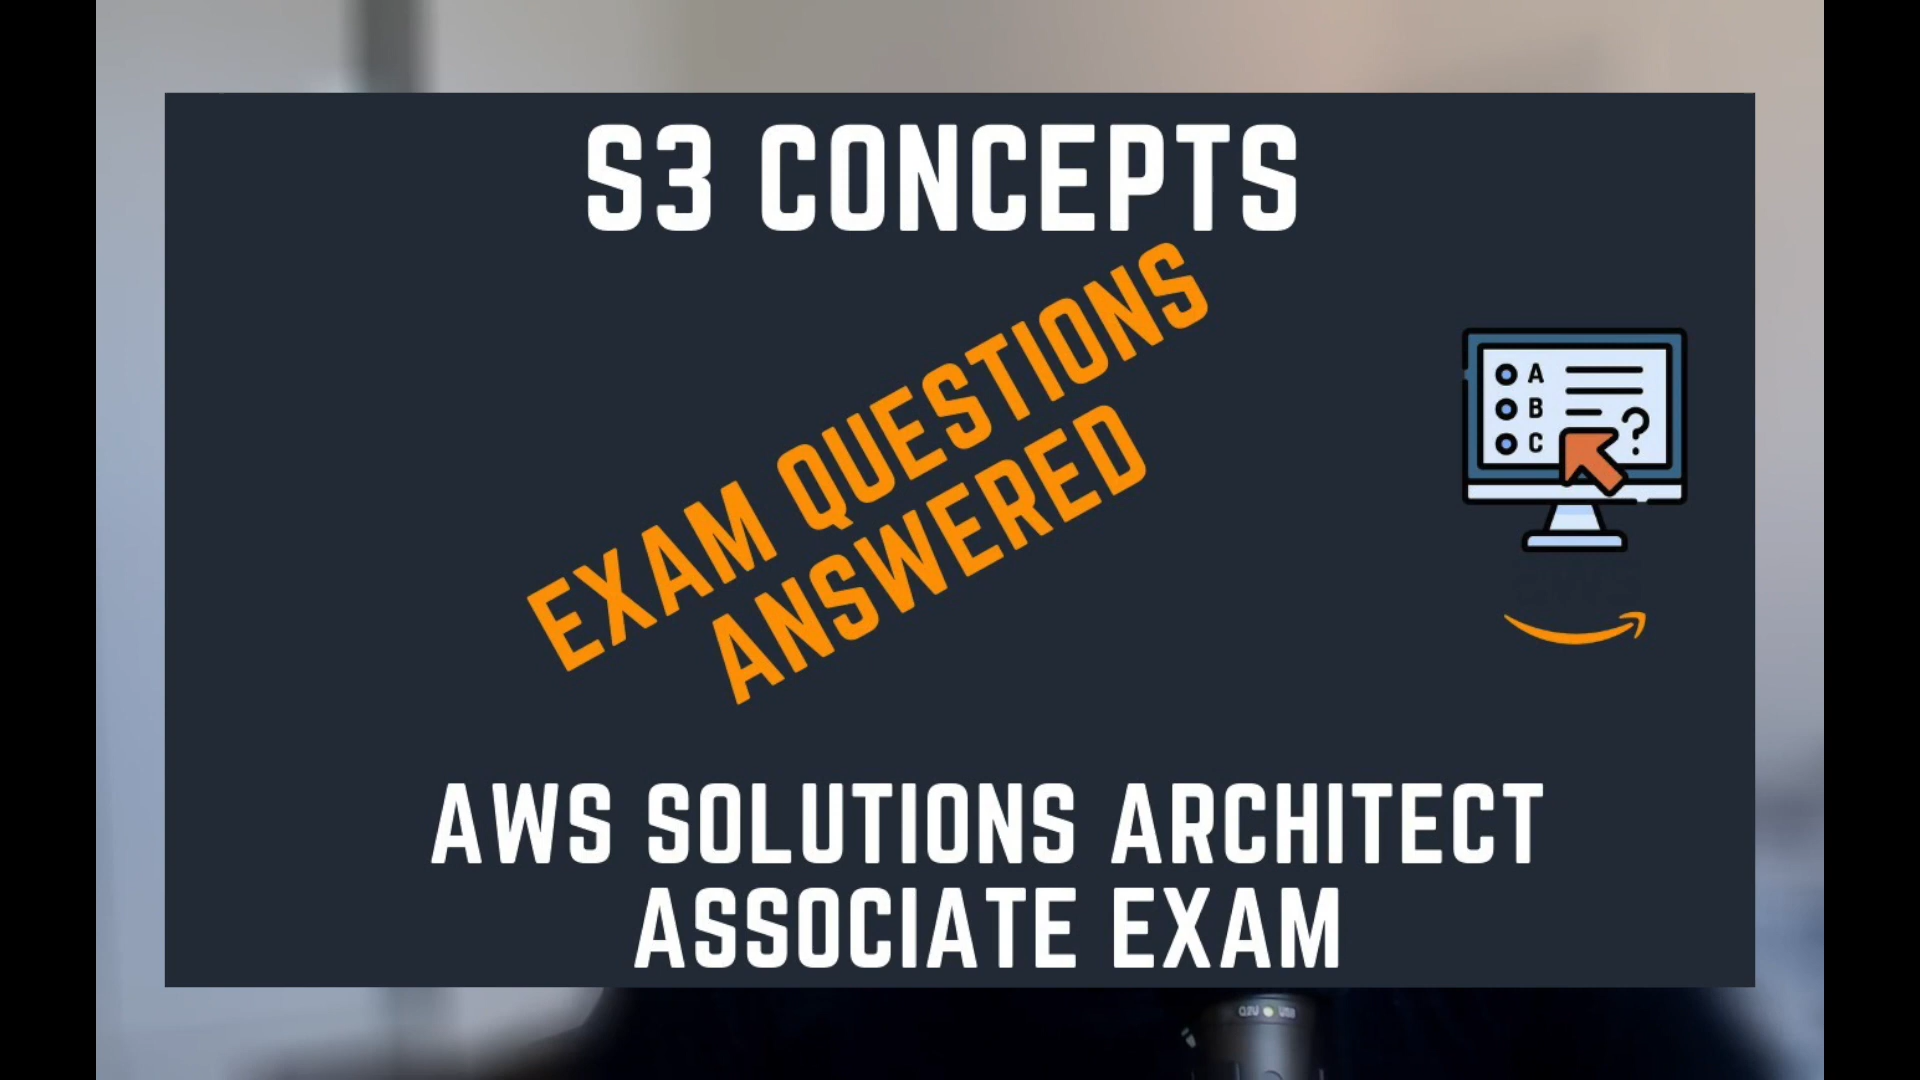 S3 CONCEPTS
EXAM QUESTIONS
ANSWERED
A
B
C
?
AWS SOLUTIONS ARCHITECT
ASSOCIATE EXAM